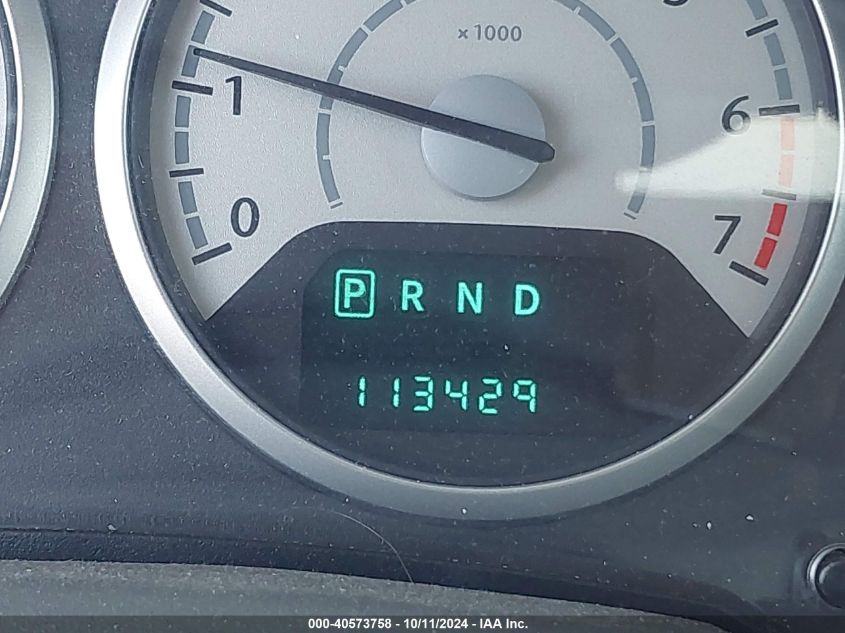 x 1000
1
6
0
7
P R N D
113429
000-40573758 - 10/11/2024 - IAA Inc.